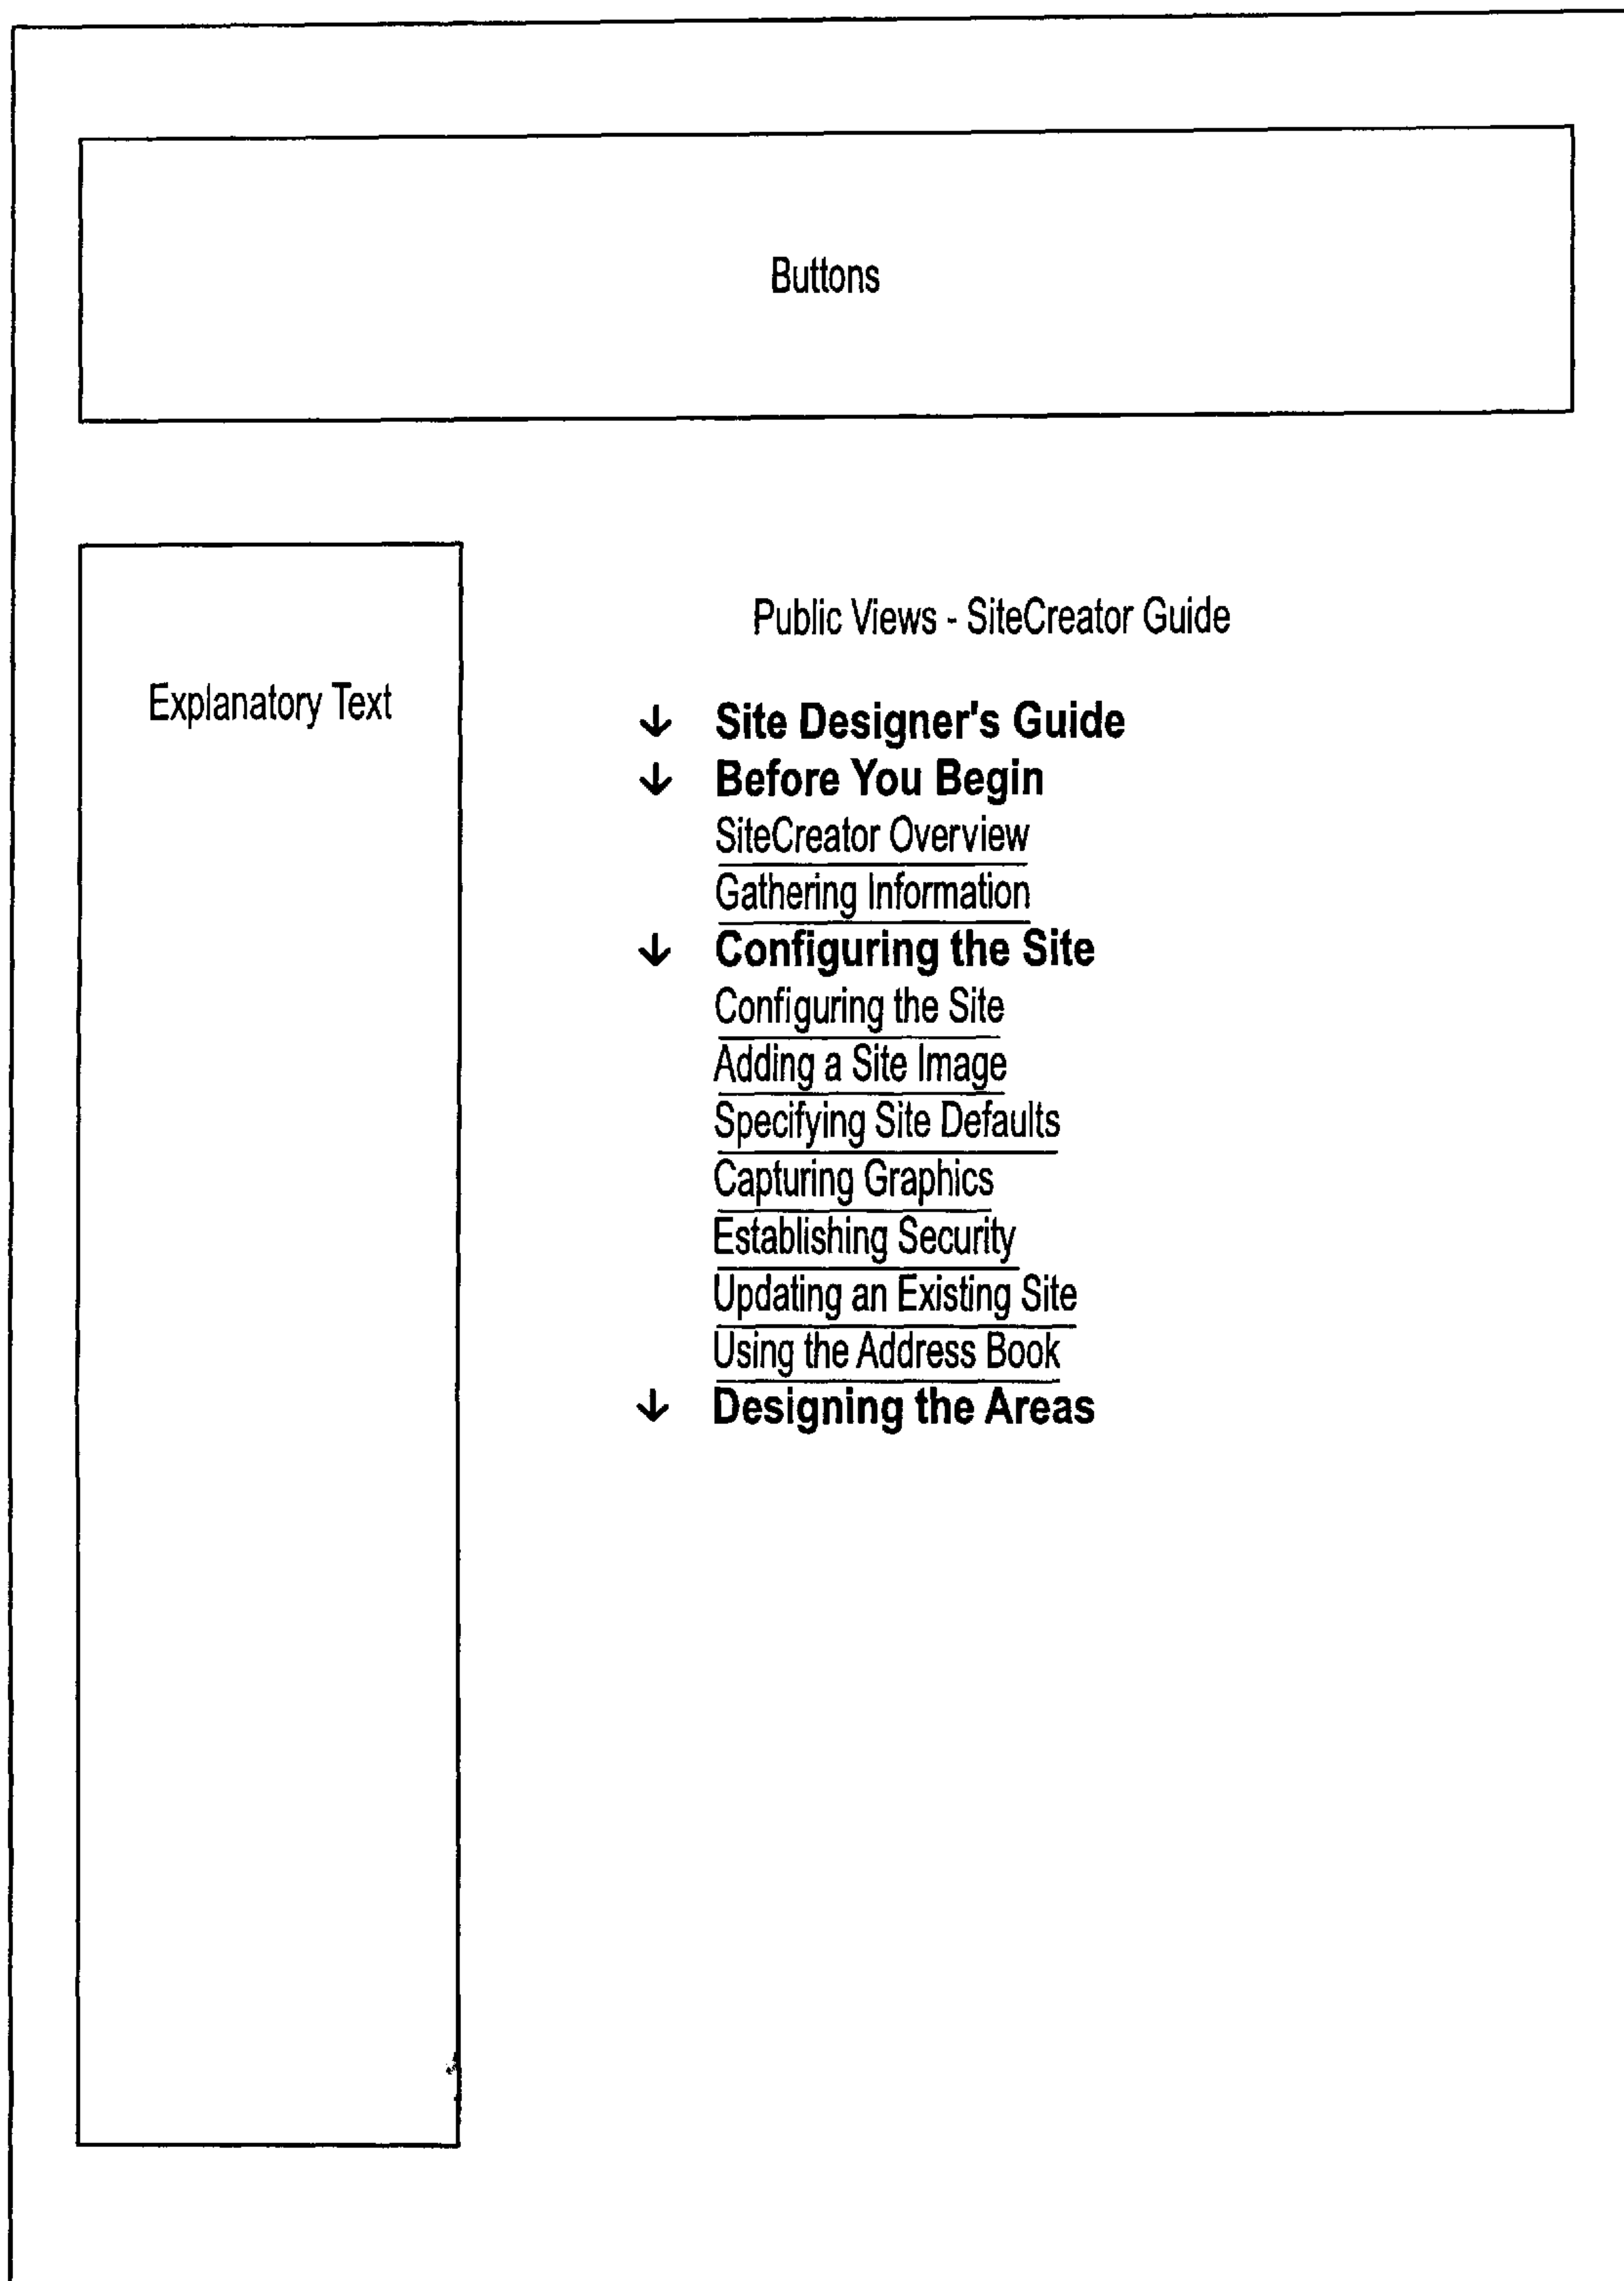 Buttons
Explanatory Text
Public Views - SiteCreator Guide
↓ Site Designer's Guide
↓ Before You Begin
SiteCreator Overview
Gathering Information
↓ Configuring the Site
Configuring the Site
Adding a Site Image
Specifying Site Defaults
Capturing Graphics
Establishing Security
Updating an Existing Site
Using the Address Book
↓ Designing the Areas